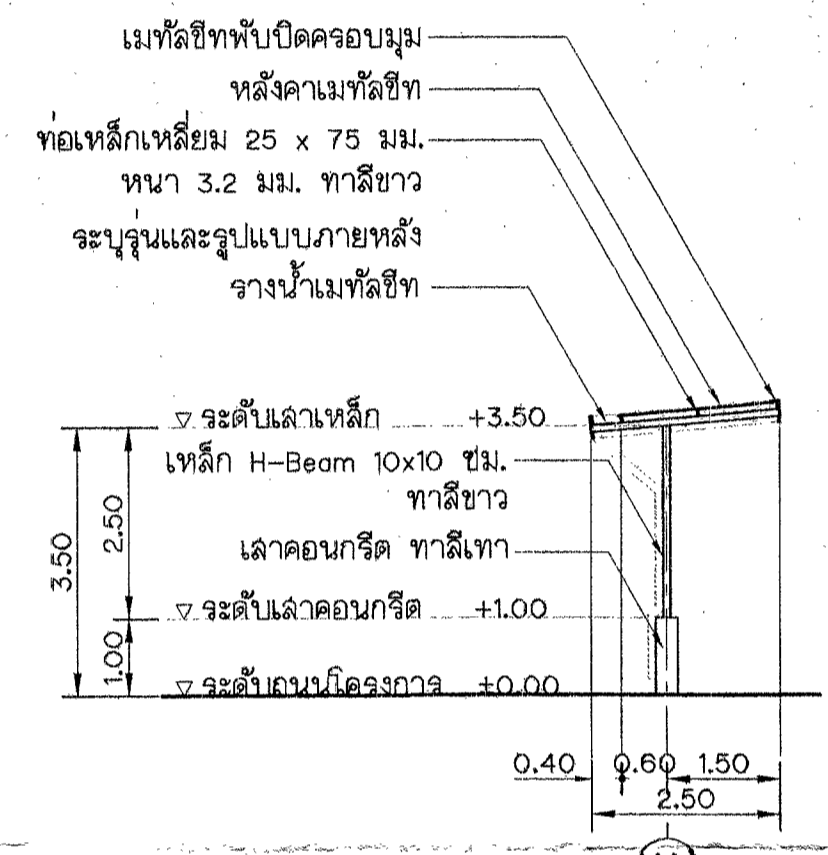 เมทัลชีทพับปิดครอบมุม
หลังคาเมทัลชีท
ท่อเหล็กเหลี่ยม 25 x 75 มม.
หนา 3.2 มม. ทาสีขาว
ระบุรุ่นและรูปแบบภายหลัง
รางน้ำเมทัลชีท
ระดับเสาเหล็ก +3.50
เหล็ก H-Beam 10x10 ซม.
ทาสีขาว
เสาคอนกรีต ทาสีเทา
ระดับเสาคอนกรีต +1.00
ระดับถนนโครงการ +0.00
3.50
2.50
1.00
0.40 0.60 1.50
2.50